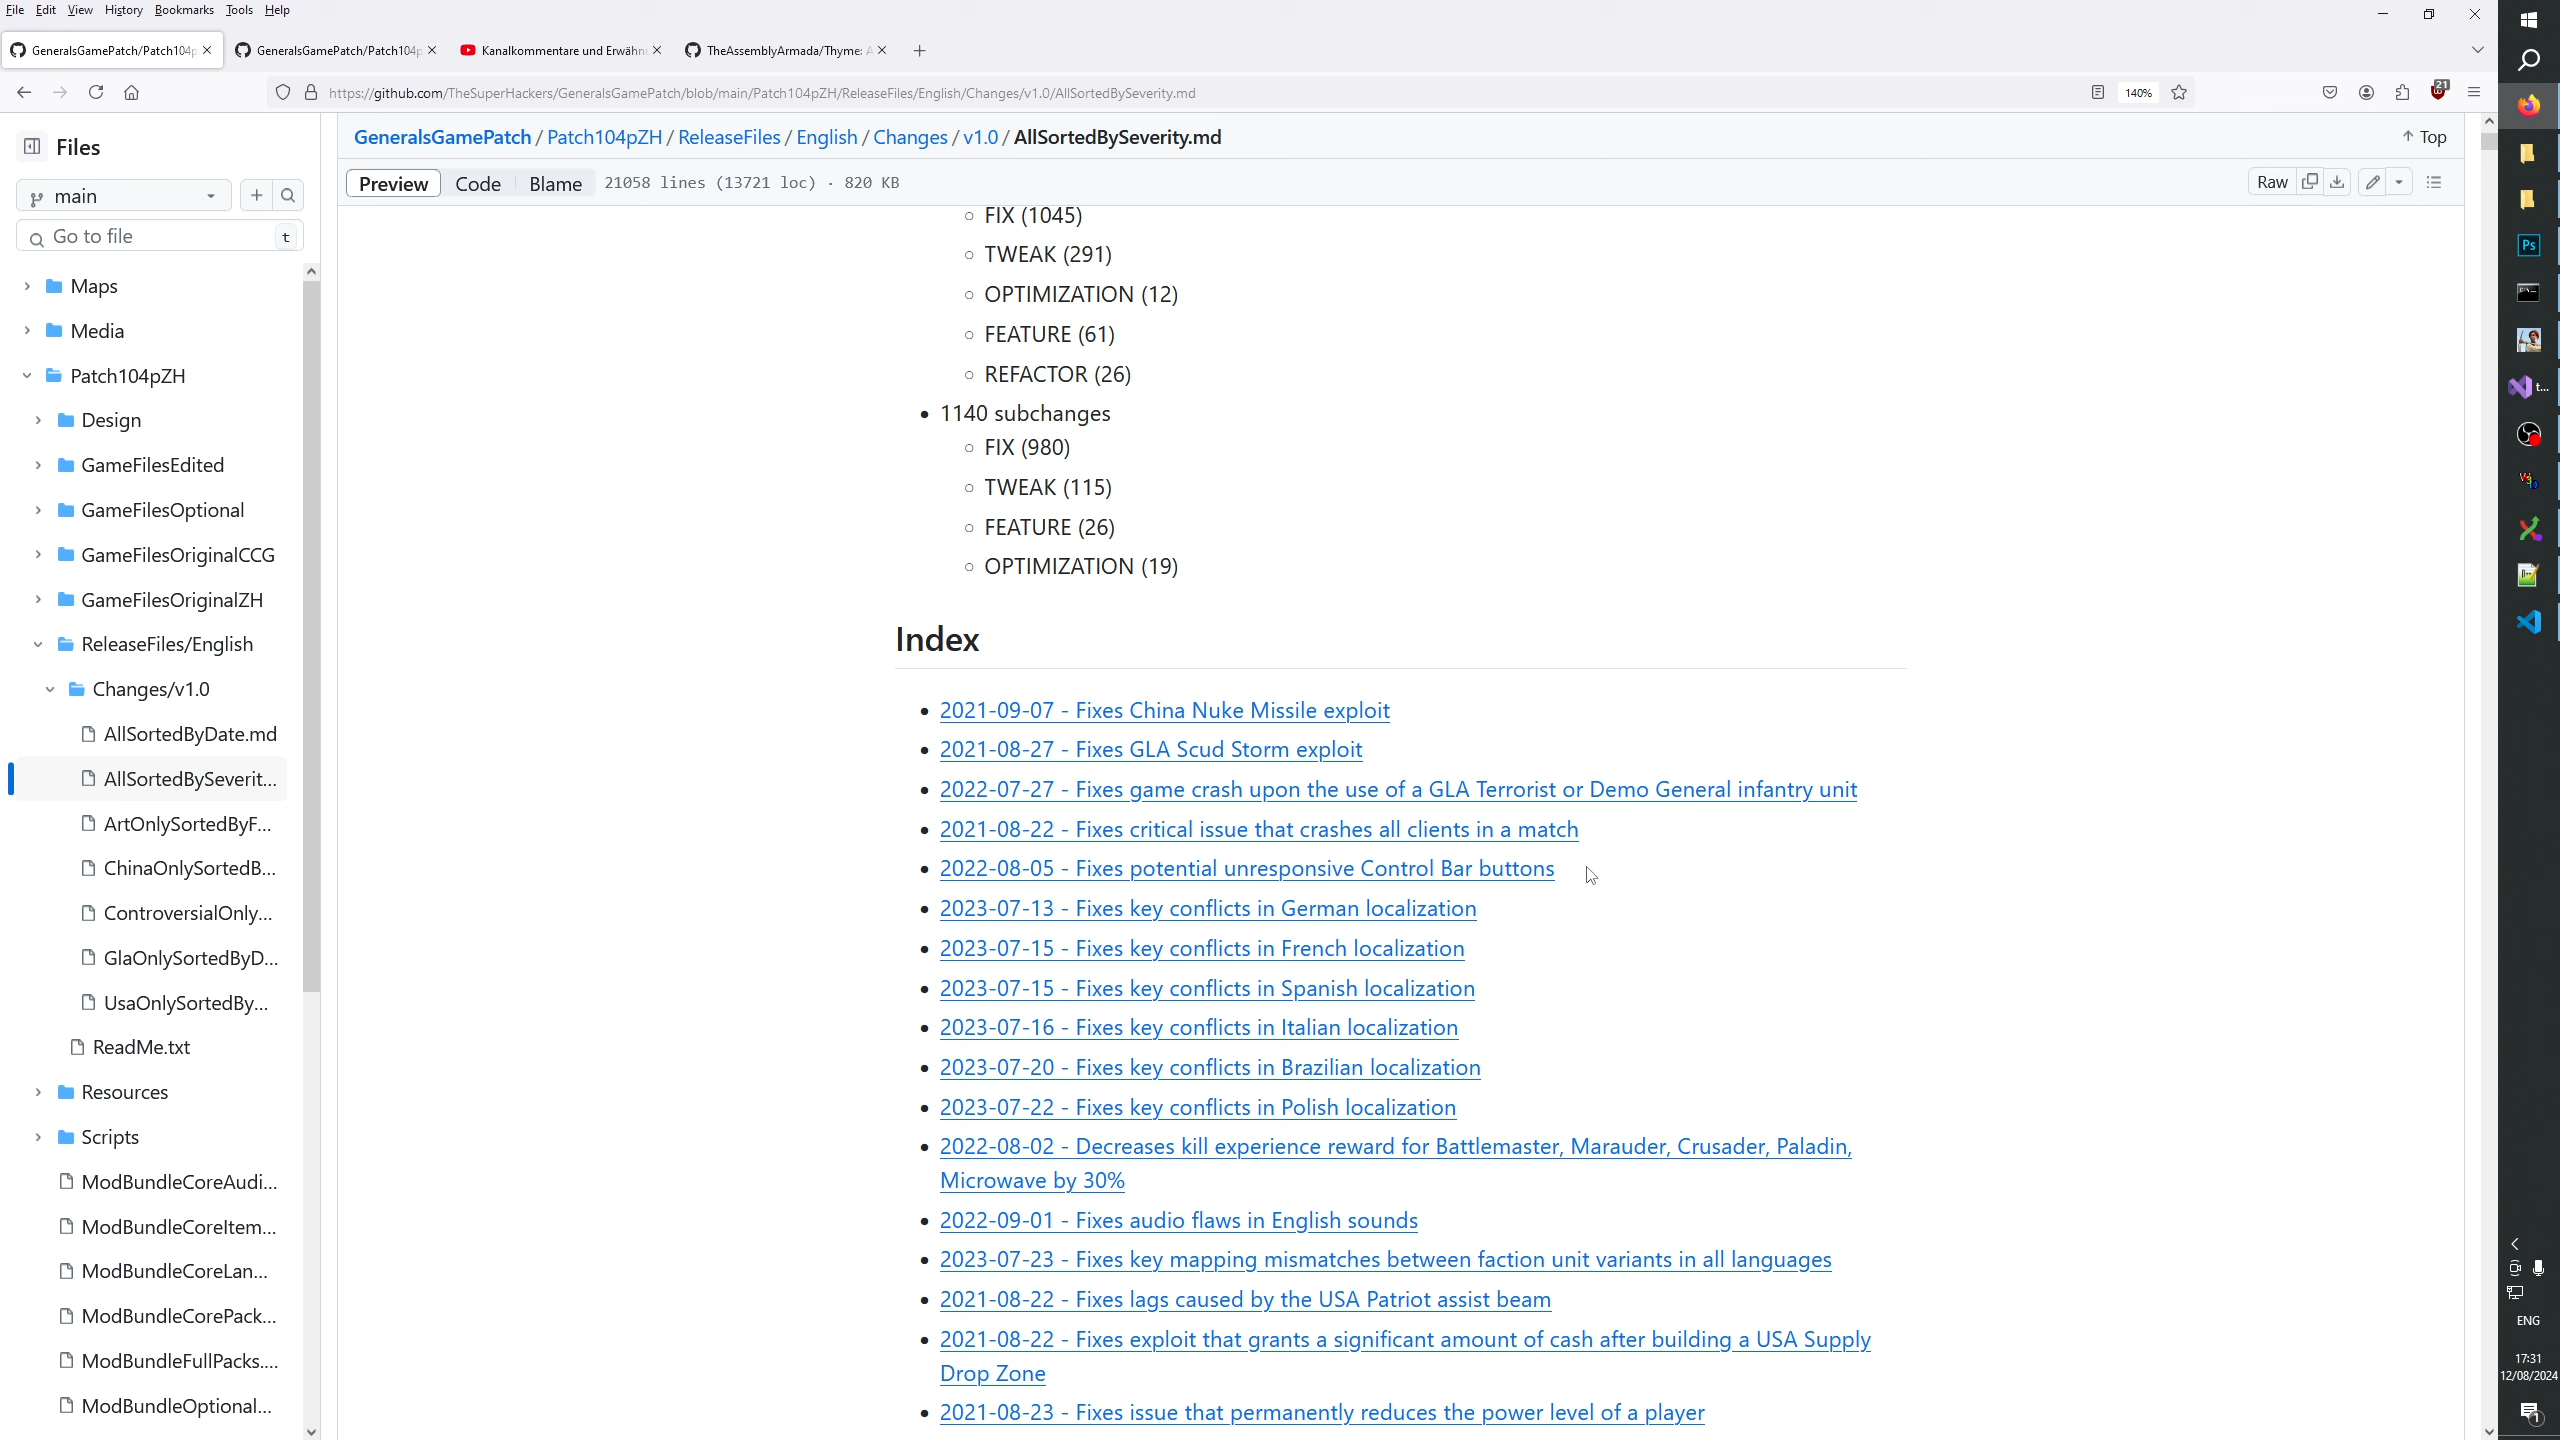 File Edit View History Bookmarks Tools Help
GeneralsGamePatch/Patch104p
GeneralsGamePatch/Patch104p
Kanalkommentare und Erwähnu
TheAssemblyArmada/Thyme: A
https://github.com/TheSuperHackers/GeneralsGamePatch/blob/main/Patch104pZH/ReleaseFiles/English/Changes/v1.0/AllSortedBySeverity.md
140%
21
Files
GeneralsGamePatch / Patch104pZH / ReleaseFiles / English / Changes / v1.0 / AllSortedBySeverity.md
Top
main
Preview Code Blame 21058 lines (13721 loc) · 820 KB
Raw
Go to file t
Maps
Media
Patch104pZH
Design
GameFilesEdited
GameFilesOptional
GameFilesOriginalCCG
GameFilesOriginalZH
ReleaseFiles/English
Changes/v1.0
AllSortedByDate.md
AllSortedBySeverit...
ArtOnlySortedByF...
ChinaOnlySortedB...
ControversialOnly...
GlaOnlySortedByD...
UsaOnlySortedBy...
ReadMe.txt
Resources
Scripts
ModBundleCoreAudi...
ModBundleCoreItem...
ModBundleCoreLan...
ModBundleCorePack...
ModBundleFullPacks....
ModBundleOptional...
FIX (1045)
TWEAK (291)
OPTIMIZATION (12)
FEATURE (61)
REFACTOR (26)
1140 subchanges
FIX (980)
TWEAK (115)
FEATURE (26)
OPTIMIZATION (19)
Index
2021-09-07 - Fixes China Nuke Missile exploit
2021-08-27 - Fixes GLA Scud Storm exploit
2022-07-27 - Fixes game crash upon the use of a GLA Terrorist or Demo General infantry unit
2021-08-22 - Fixes critical issue that crashes all clients in a match
2022-08-05 - Fixes potential unresponsive Control Bar buttons
2023-07-13 - Fixes key conflicts in German localization
2023-07-15 - Fixes key conflicts in French localization
2023-07-15 - Fixes key conflicts in Spanish localization
2023-07-16 - Fixes key conflicts in Italian localization
2023-07-20 - Fixes key conflicts in Brazilian localization
2023-07-22 - Fixes key conflicts in Polish localization
2022-08-02 - Decreases kill experience reward for Battlemaster, Marauder, Crusader, Paladin,
Microwave by 30%
2022-09-01 - Fixes audio flaws in English sounds
2023-07-23 - Fixes key mapping mismatches between faction unit variants in all languages
2021-08-22 - Fixes lags caused by the USA Patriot assist beam
2021-08-22 - Fixes exploit that grants a significant amount of cash after building a USA Supply
Drop Zone
2021-08-23 - Fixes issue that permanently reduces the power level of a player
Ps
t...
ENG
17:31
12/08/2024
1